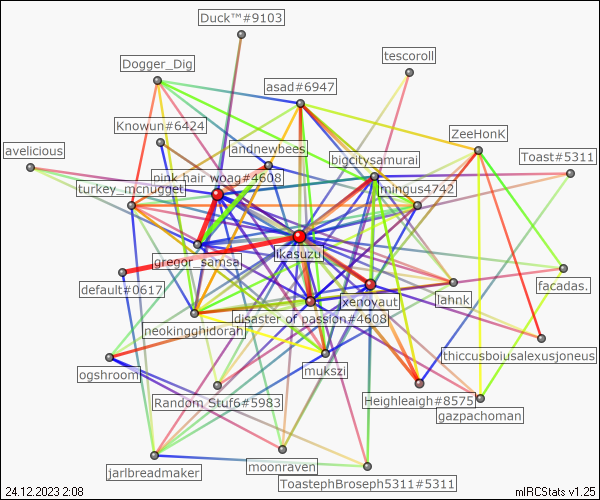 Duck™#9103
tescoroll
Dogger_Dig
asad#6947
Knowun#6424
ZeeHonK
avelicious
landnewbees
bigcitysamurai
Toast#5311
pink hair woag#4608
turkey_mcnugget
mingus4742
ikasuzu
gregor_samsa
default#0617
facadas.
lahnk
xenoyaut
disaster of passion#4608
neokingghidorah
thiccusboiusalexusjoneus
ogshroom
mukszi
Random Stuf6#5983
Heighleaigh#8575
gazpachoman
jarlbreadmaker
moonraven
ToastephBroseph5311#5311
24.12.2023 2:08
mIRCStats v1.25